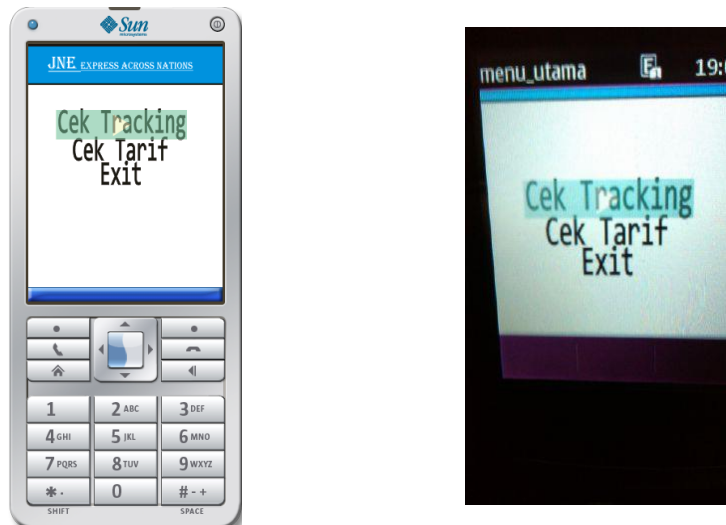 Sun
microsystems
JNE EXPRESS ACROSS NATIONS
Cek Tracking
Cek Tarif
Exit
1
2 ABC
3 DEF
4 GHI
5 JKL
6 MNO
7 PQRS
8 TUV
9 WXYZ
* .
0
# - +
SHIFT
SPACE
menu_utama
Cek Tracking
Cek Tarif
Exit